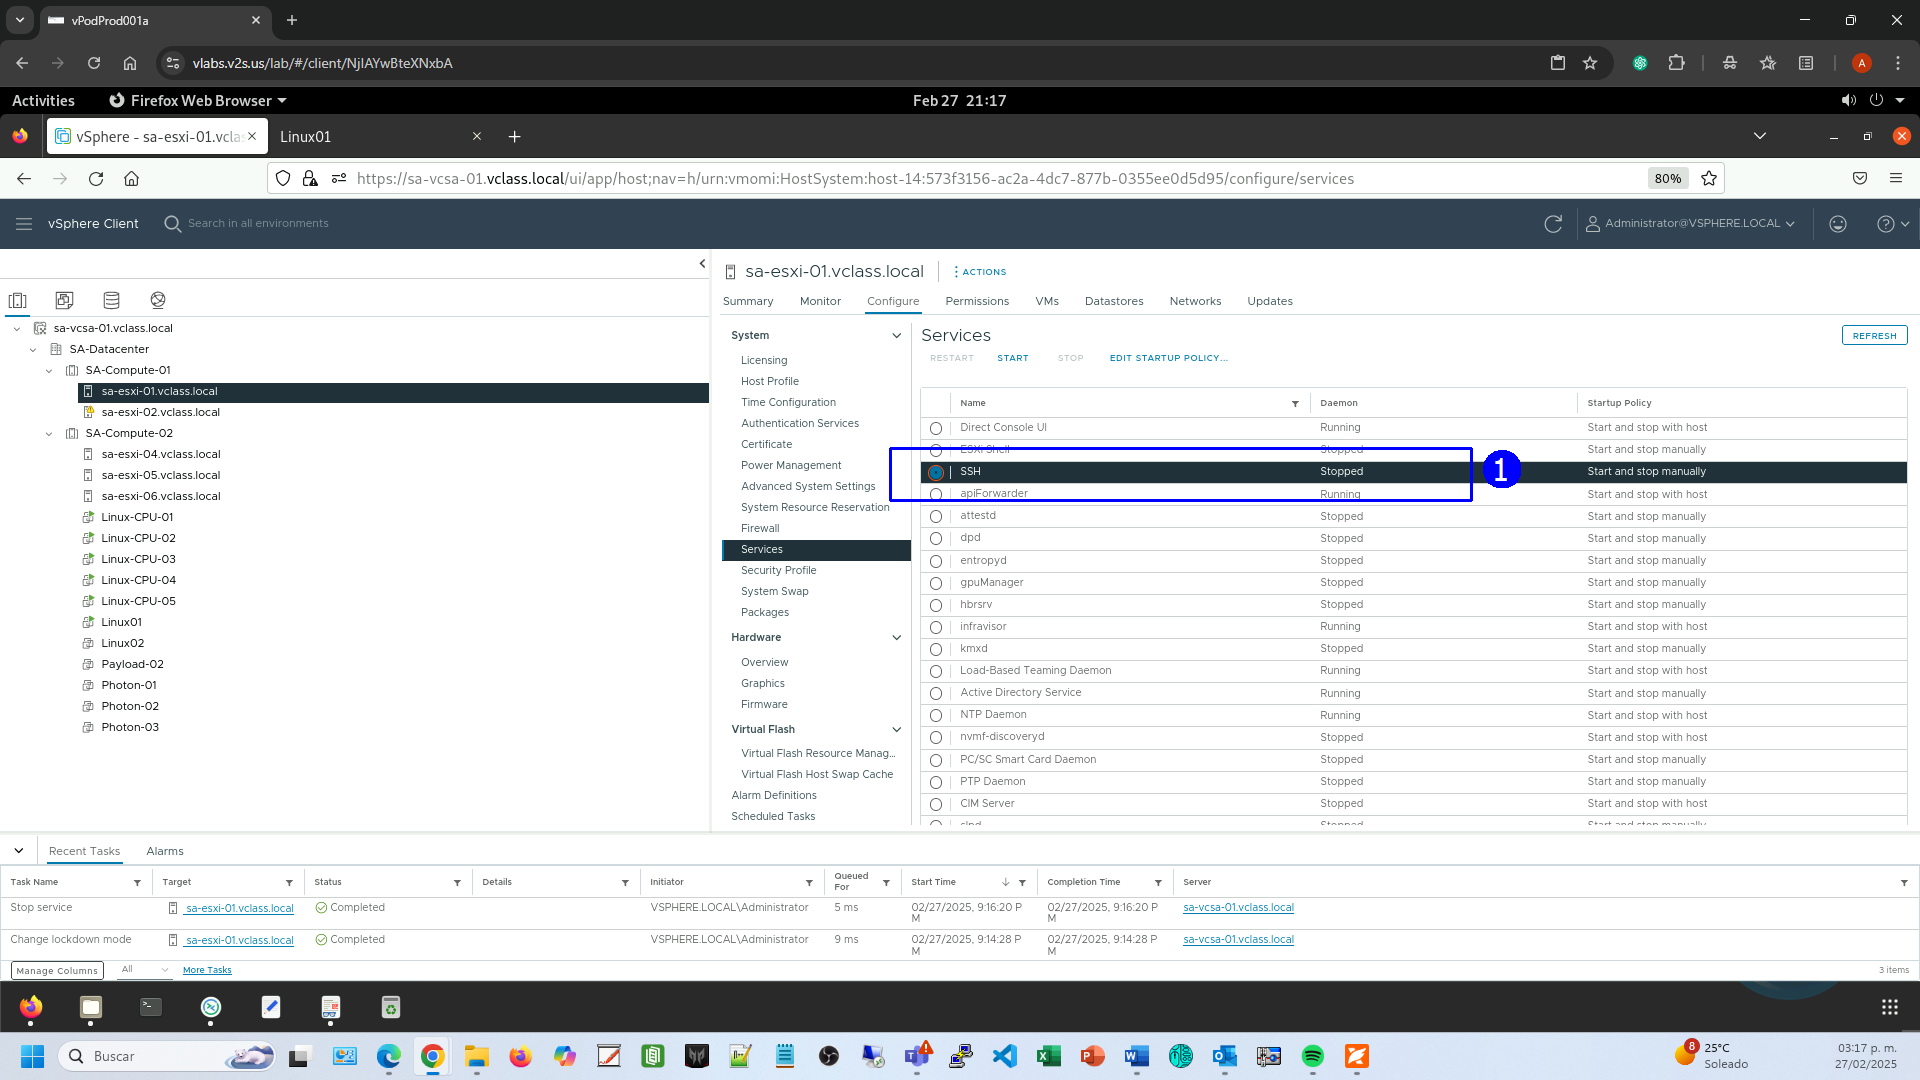 vPodProd001a
vlabs.v2s.us/lab/#/client/NjIAYwBteXNxbA
A
Activities
Firefox Web Browser
Feb 27 21:17
vSphere - sa-esxi-01.vcla
Linux01
https://sa-vcsa-01.vclass.local/ui/app/host;nav=h/urn:vmomi:HostSystem:host-14:573f3156-ac2a-4dc7-877b-0355ee0d5d95/configure/services
80%
vSphere Client
Search in all environments
Administrator@VSPHERE.LOCAL
sa-vcsa-01.vclass.local
SA-Datacenter
SA-Compute-01
sa-esxi-01.vclass.local
sa-esxi-02.vclass.local
SA-Compute-02
sa-esxi-04.vclass.local
sa-esxi-05.vclass.local
sa-esxi-06.vclass.local
Linux-CPU-01
Linux-CPU-02
Linux-CPU-03
Linux-CPU-04
Linux-CPU-05
Linux01
Linux02
Payload-02
Photon-01
Photon-02
Photon-03
sa-esxi-01.vclass.local
ACTIONS
Summary Monitor Configure Permissions VMs Datastores Networks Updates
System
Licensing
Host Profile
Time Configuration
Authentication Services
Certificate
Power Management
Advanced System Settings
System Resource Reservation
Firewall
Services
Security Profile
System Swap
Packages
Hardware
Overview
Graphics
Firmware
Virtual Flash
Virtual Flash Resource Manag...
Virtual Flash Host Swap Cache
Alarm Definitions
Scheduled Tasks
Services
REFRESH
RESTART START STOP EDIT STARTUP POLICY...
Name Daemon Startup Policy
Direct Console UI Running Start and stop with host
ESXi Shell Stopped Start and stop manually
SSH Stopped Start and stop manually
1
apiForwarder Running Start and stop with host
attestd Stopped Start and stop manually
dpd Stopped Start and stop manually
entropyd Stopped Start and stop manually
gpuManager Stopped Start and stop manually
hbrsrv Stopped Start and stop manually
infravisor Running Start and stop with host
kmxd Stopped Start and stop manually
Load-Based Teaming Daemon Running Start and stop with host
Active Directory Service Running Start and stop manually
NTP Daemon Running Start and stop with host
nvmf-discoveryd Stopped Start and stop with host
PC/SC Smart Card Daemon Stopped Start and stop manually
PTP Daemon Stopped Start and stop manually
CIM Server Stopped Start and stop with host
slpd Stopped Start and stop manually
Recent Tasks Alarms
Task Name Target Status Details Initiator Queued For Start Time Completion Time Server
Stop service sa-esxi-01.vclass.local Completed VSPHERE.LOCAL\Administrator 5 ms 02/27/2025, 9:16:20 PM 02/27/2025, 9:16:20 PM sa-vcsa-01.vclass.local
Change lockdown mode sa-esxi-01.vclass.local Completed VSPHERE.LOCAL\Administrator 9 ms 02/27/2025, 9:14:28 PM 02/27/2025, 9:14:28 PM sa-vcsa-01.vclass.local
Manage Columns All More Tasks
3 items
Buscar
8
25°C
Soleado
03:17 p. m.
27/02/2025